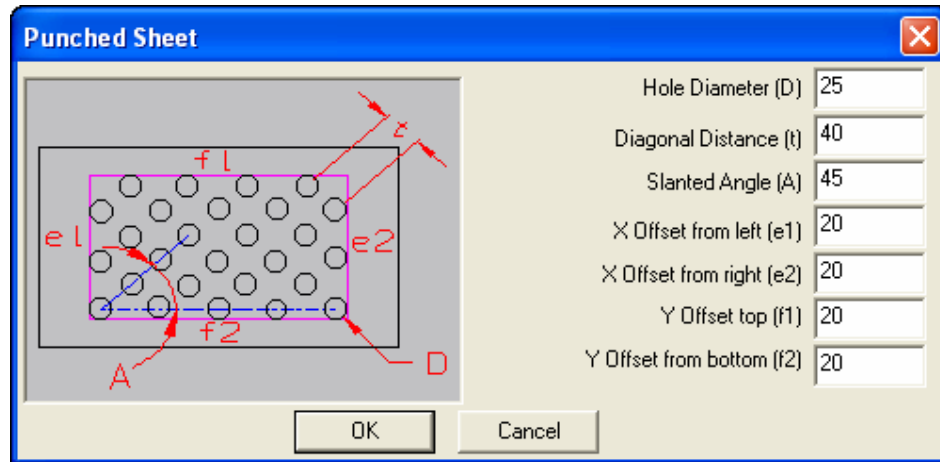 Punched Sheet
t
f1
e1
e2
f2
A
D
Hole Diameter (D) 25
Diagonal Distance (t) 40
Slanted Angle (A) 45
X Offset from left (e1) 20
X Offset from right (e2) 20
Y Offset top (f1) 20
Y Offset from bottom (f2) 20
OK
Cancel